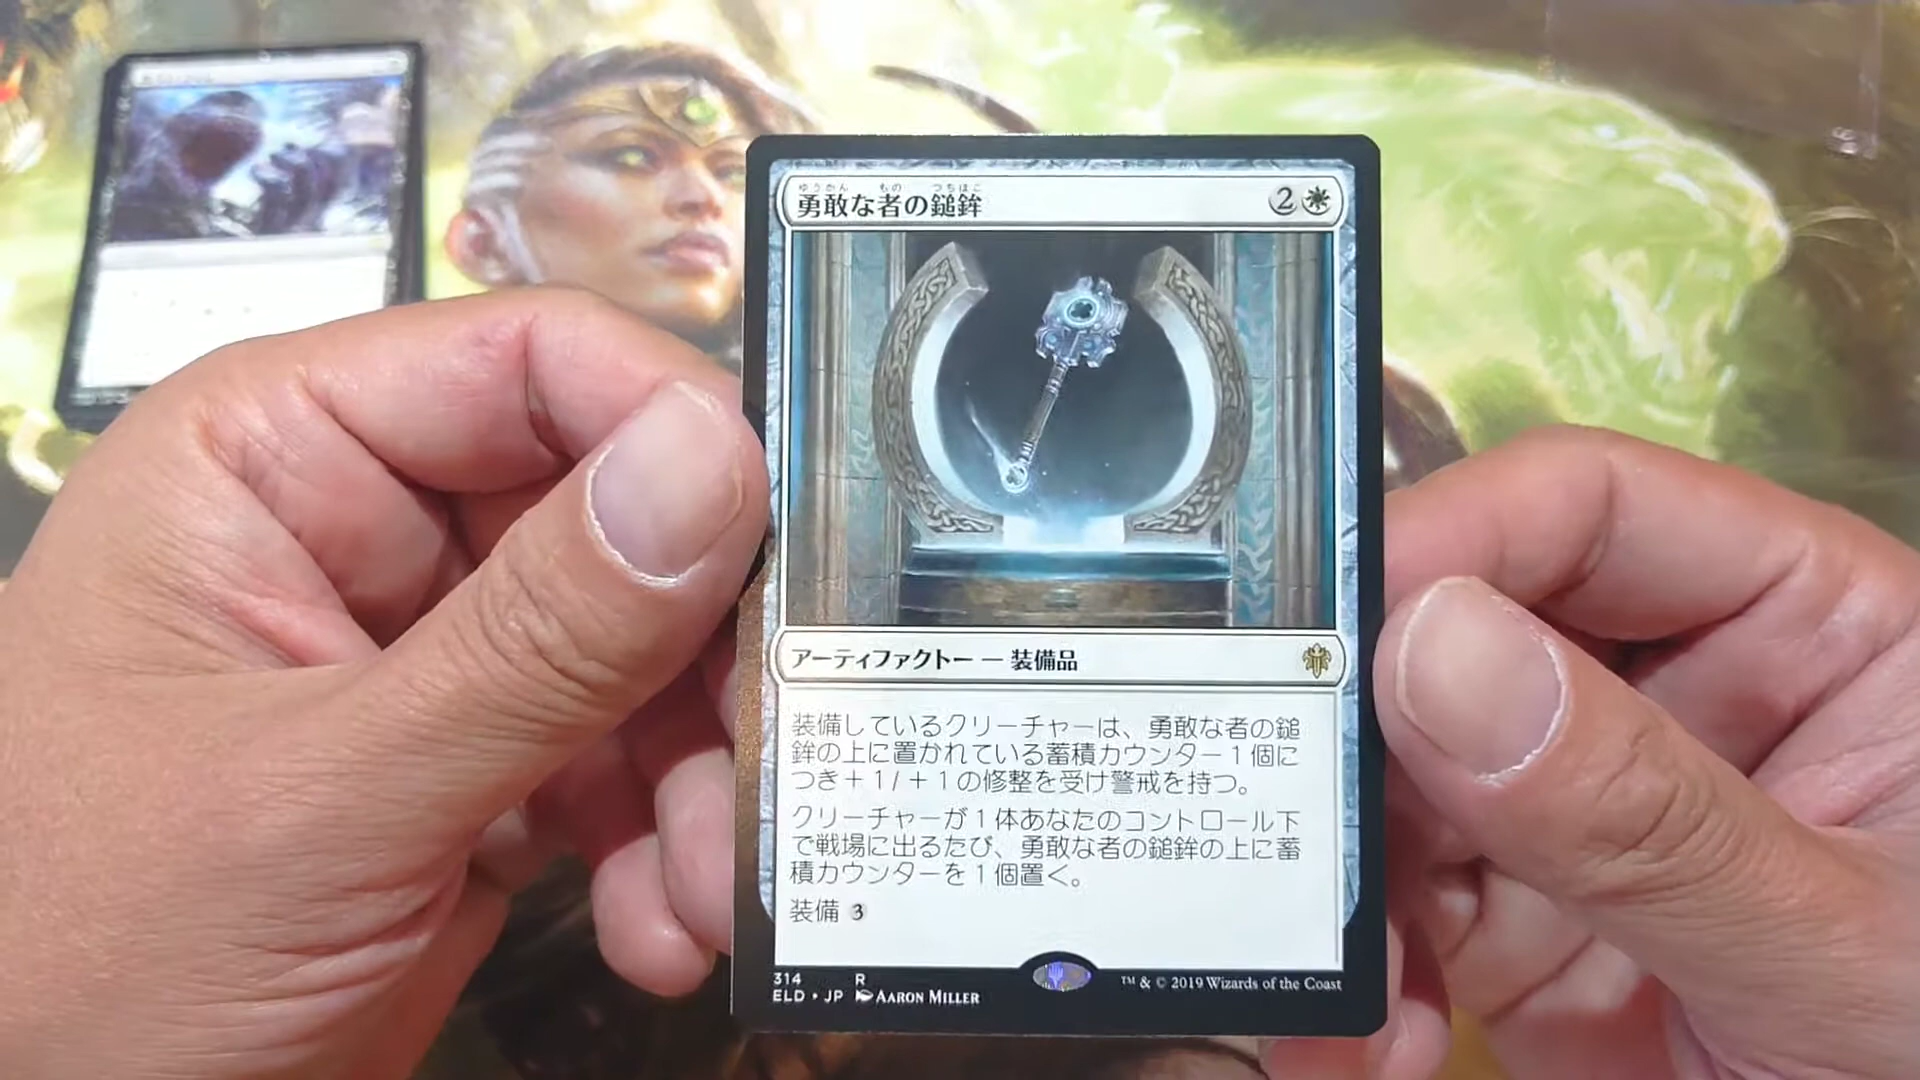 ゆうかん もの つちほこ
勇敢な者の鎚鉾 2
アーティファクト — 装備品
装備しているクリーチャーは、勇敢な者の鎚
鉾の上に置かれている蓄積カウンター1個に
つき+1/+1の修整を受け警戒を持つ。
クリーチャーが1体あなたのコントロール下
で戦場に出るたび、勇敢な者の鎚鉾の上に蓄
積カウンターを1個置く。
装備 3
314 R
ELD • JP AARON MILLER
™ & © 2019 Wizards of the Coast